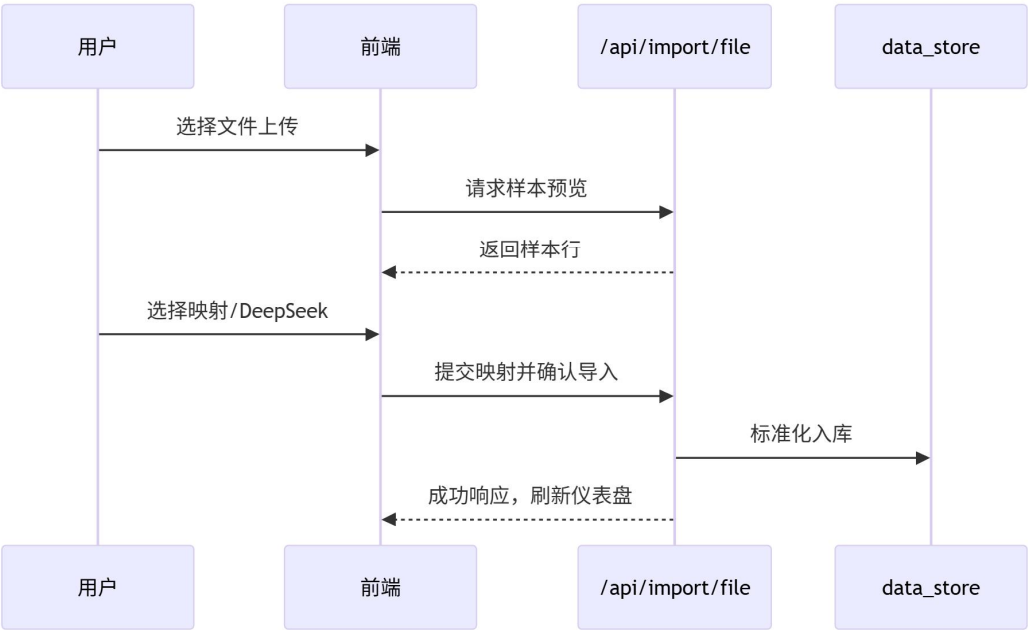 用户
前端
/api/import/file
data_store
选择文件上传
请求样本预览
返回样本行
选择映射/DeepSeek
提交映射并确认导入
标准化入库
成功响应，刷新仪表盘
用户
前端
/api/import/file
data_store